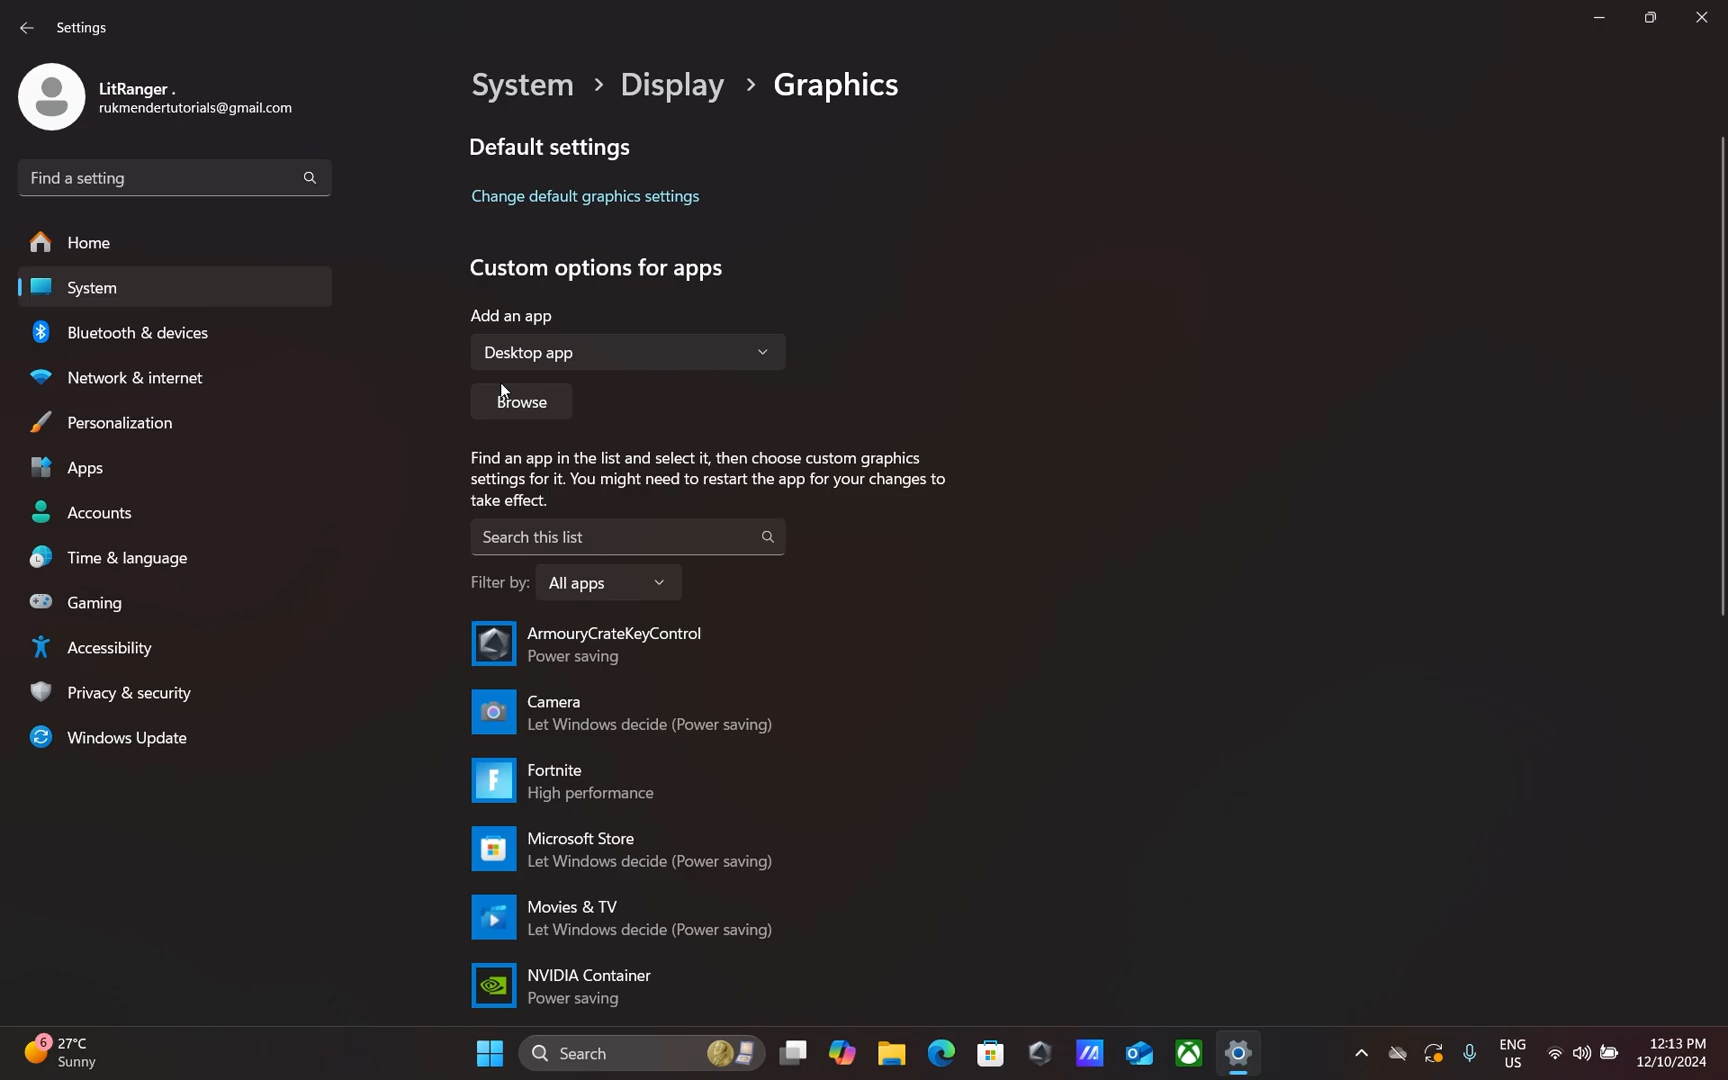 Settings
LitRanger .
rukmendertutorials@gmail.com
Find a setting
Home
System
Bluetooth & devices
Network & internet
Personalization
Apps
Accounts
Time & language
Gaming
Accessibility
Privacy & security
Windows Update
System > Display > Graphics
Default settings
Change default graphics settings
Custom options for apps
Add an app
Desktop app
Browse
Find an app in the list and select it, then choose custom graphics
settings for it. You might need to restart the app for your changes to
take effect.
Search this list
Filter by: All apps
ArmouryCrateKeyControl
Power saving
Camera
Let Windows decide (Power saving)
Fortnite
High performance
Microsoft Store
Let Windows decide (Power saving)
Movies & TV
Let Windows decide (Power saving)
NVIDIA Container
Power saving
6
27°C
Sunny
Search
ENG
US
12:13 PM
12/10/2024